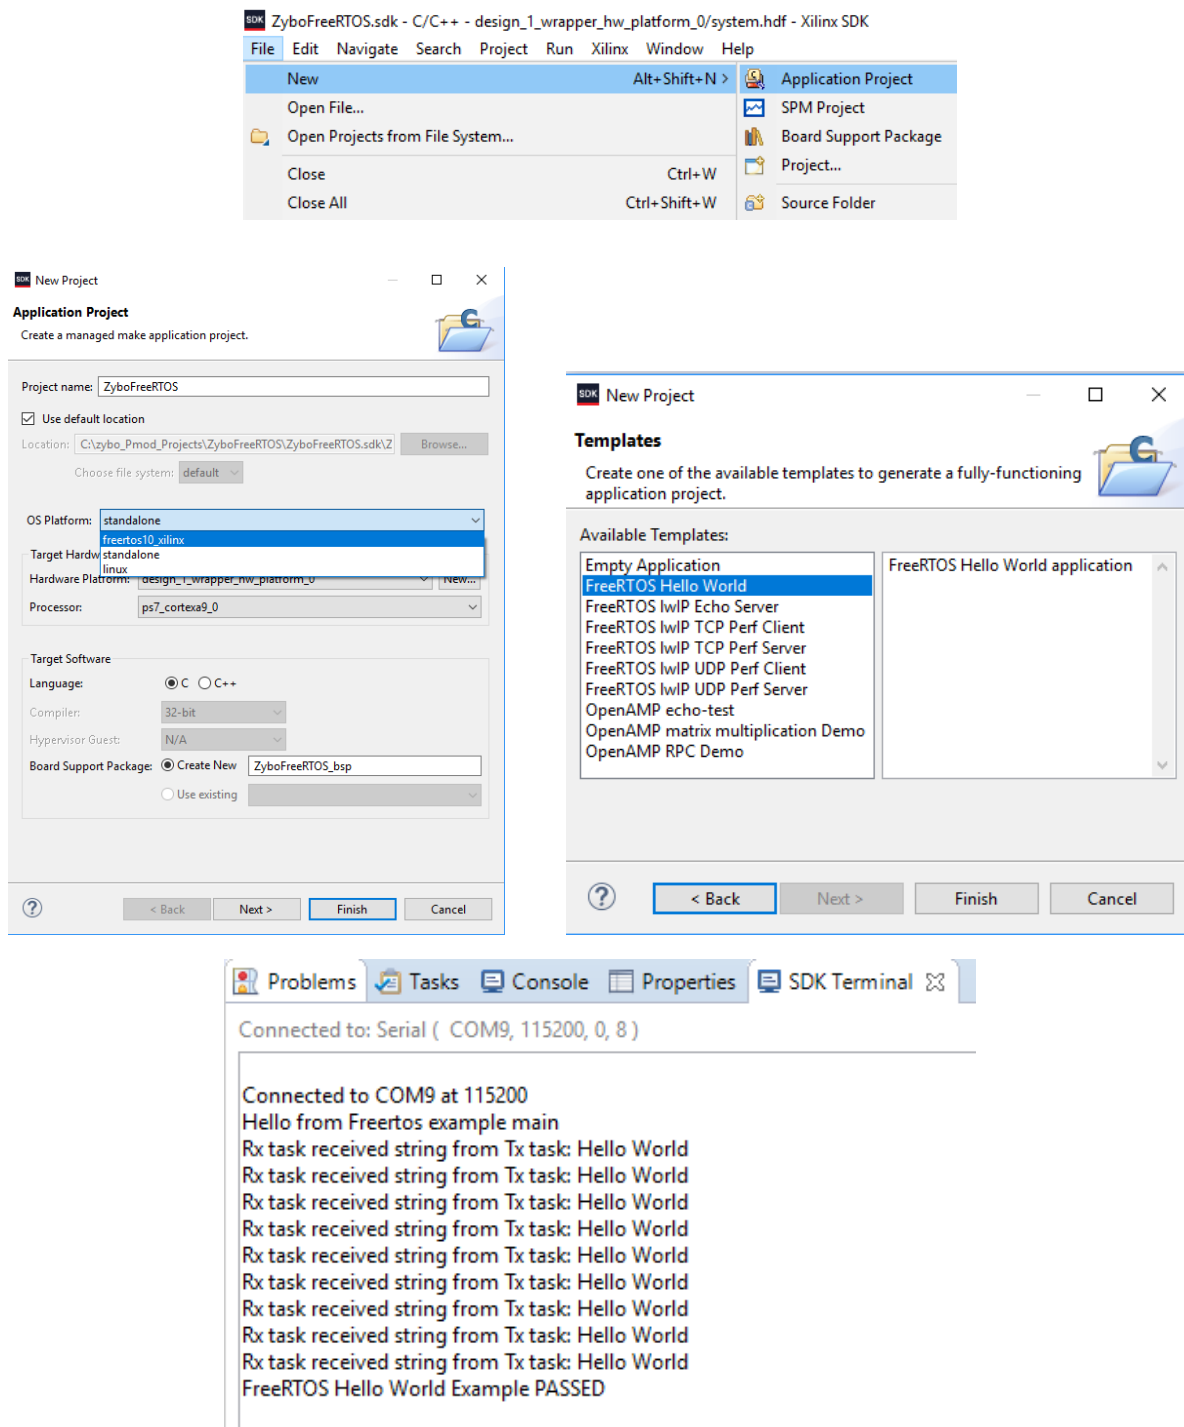 SDK ZyboFreeRTOS.sdk - C/C++ - design_1_wrapper_hw_platform_0/system.hdf - Xilinx SDK
File Edit Navigate Search Project Run Xilinx Window Help
New Alt+Shift+N > Application Project
Open File... SPM Project
Open Projects from File System... Board Support Package
Project...
Close Ctrl+W
Close All Ctrl+Shift+W Source Folder
SDK New Project
Application Project
Create a managed make application project.
Project name: ZyboFreeRTOS
Use default location
Location: C:\zybo_Pmod_Projects\ZyboFreeRTOS\ZyboFreeRTOS.sdk\Z Browse...
Choose file system: default
OS Platform: standalone
freertos10_xilinx
Target Hardw standalone
linux
Hardware Platform: design_1_wrapper_hw_platform_0 New...
Processor: ps7_cortexa9_0
Target Software
Language: C C++
Compiler: 32-bit
Hypervisor Guest: N/A
Board Support Package: Create New ZyboFreeRTOS_bsp
Use existing
? < Back Next > Finish Cancel
SDK New Project
Templates
Create one of the available templates to generate a fully-functioning
application project.
Available Templates:
Empty Application FreeRTOS Hello World application
FreeRTOS Hello World
FreeRTOS lwIP Echo Server
FreeRTOS lwIP TCP Perf Client
FreeRTOS lwIP TCP Perf Server
FreeRTOS lwIP UDP Perf Client
FreeRTOS lwIP UDP Perf Server
OpenAMP echo-test
OpenAMP matrix multiplication Demo
OpenAMP RPC Demo
? < Back Next > Finish Cancel
Problems Tasks Console Properties SDK Terminal
Connected to: Serial ( COM9, 115200, 0, 8 )
Connected to COM9 at 115200
Hello from Freertos example main
Rx task received string from Tx task: Hello World
Rx task received string from Tx task: Hello World
Rx task received string from Tx task: Hello World
Rx task received string from Tx task: Hello World
Rx task received string from Tx task: Hello World
Rx task received string from Tx task: Hello World
Rx task received string from Tx task: Hello World
Rx task received string from Tx task: Hello World
Rx task received string from Tx task: Hello World
FreeRTOS Hello World Example PASSED